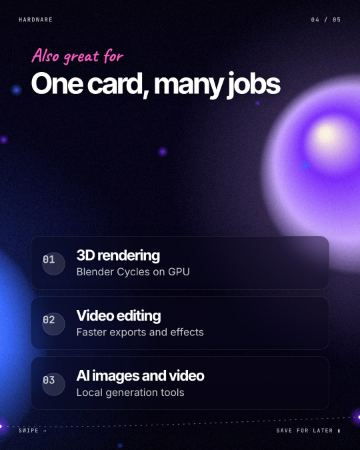 HARDWARE
04 / 05
Also great for
One card, many jobs
01
3D rendering
Blender Cycles on GPU
02
Video editing
Faster exports and effects
03
AI images and video
Local generation tools
SWIPE →
SAVE FOR LATER